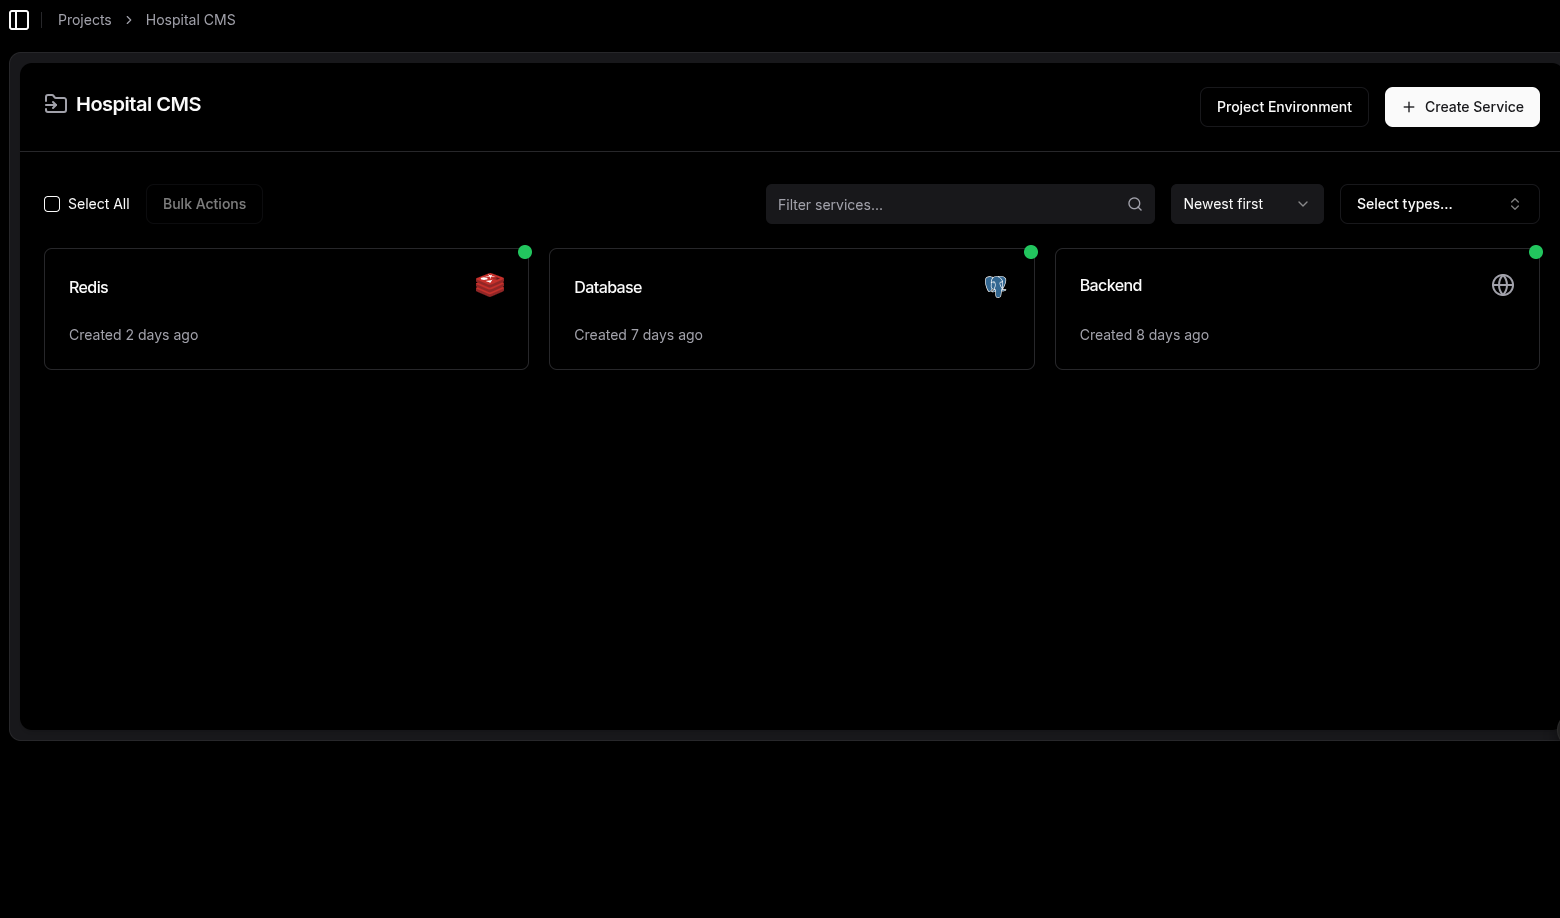 Projects > Hospital CMS
Hospital CMS
Project Environment
+ Create Service
Select All
Bulk Actions
Filter services...
Newest first
Select types...
Redis
Created 2 days ago
Database
Created 7 days ago
Backend
Created 8 days ago